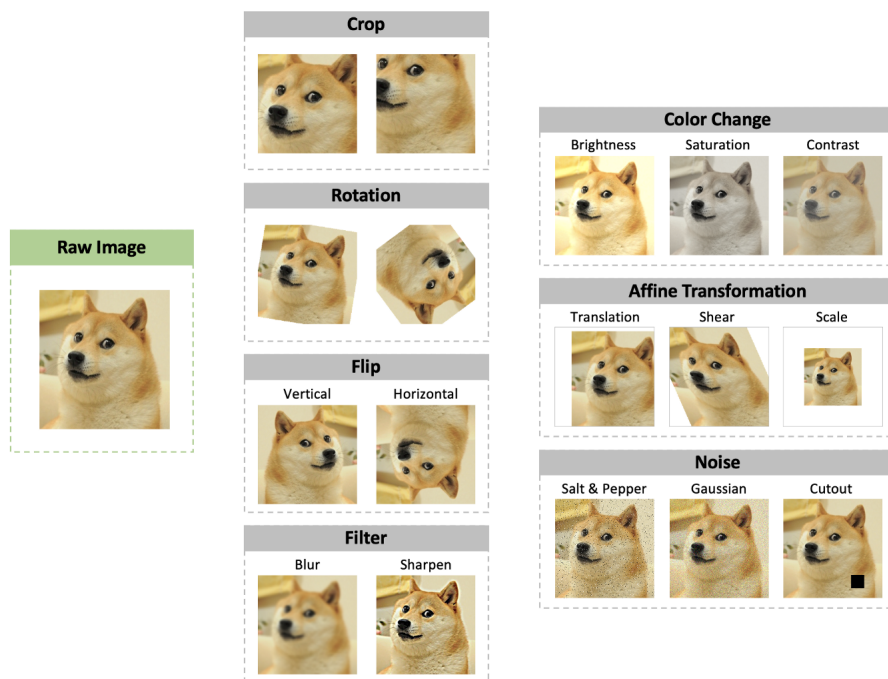 Raw Image
Crop
Rotation
Flip
Vertical Horizontal
Filter
Blur Sharpen
Color Change
Brightness Saturation Contrast
Affine Transformation
Translation Shear Scale
Noise
Salt & Pepper Gaussian Cutout